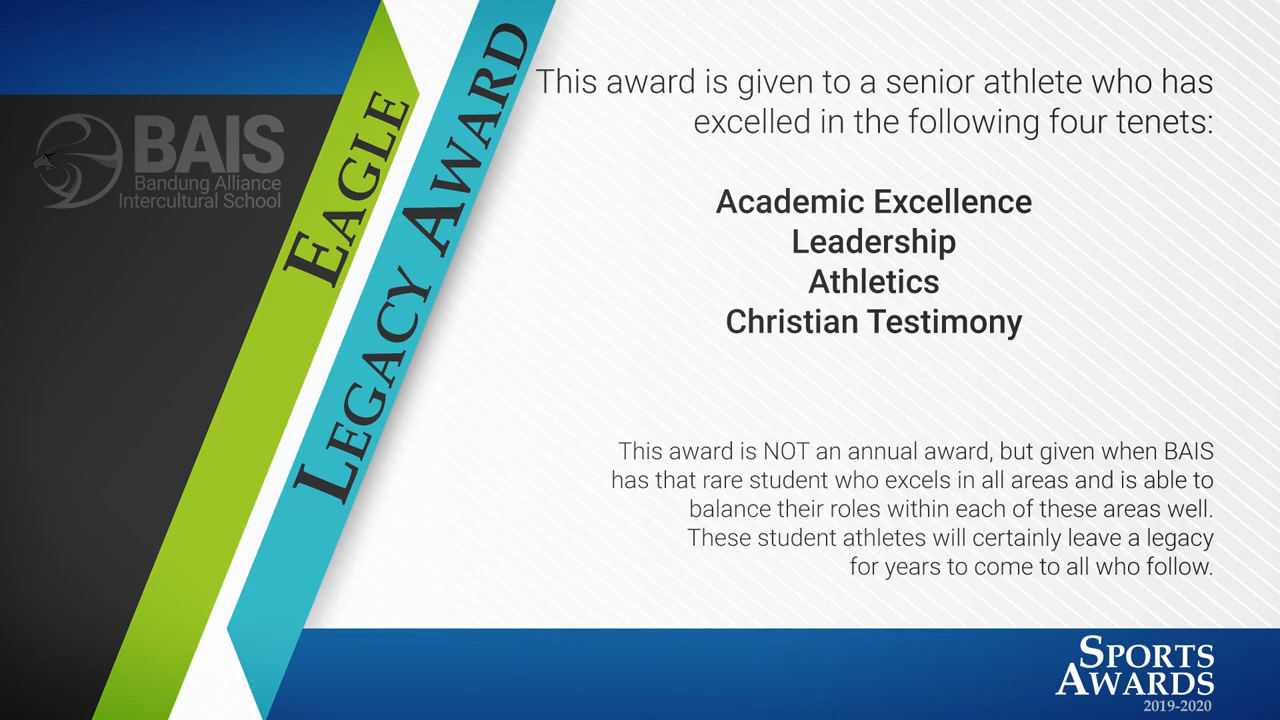 BAIS
Bandung Alliance
Intercultural School
EAGLE
LEGACY AWARD
This award is given to a senior athlete who has
excelled in the following four tenets:
Academic Excellence
Leadership
Athletics
Christian Testimony
This award is NOT an annual award, but given when BAIS
has that rare student who excels in all areas and is able to
balance their roles within each of these areas well.
These student athletes will certainly leave a legacy
for years to come to all who follow.
SPORTS
AWARDS
2019-2020